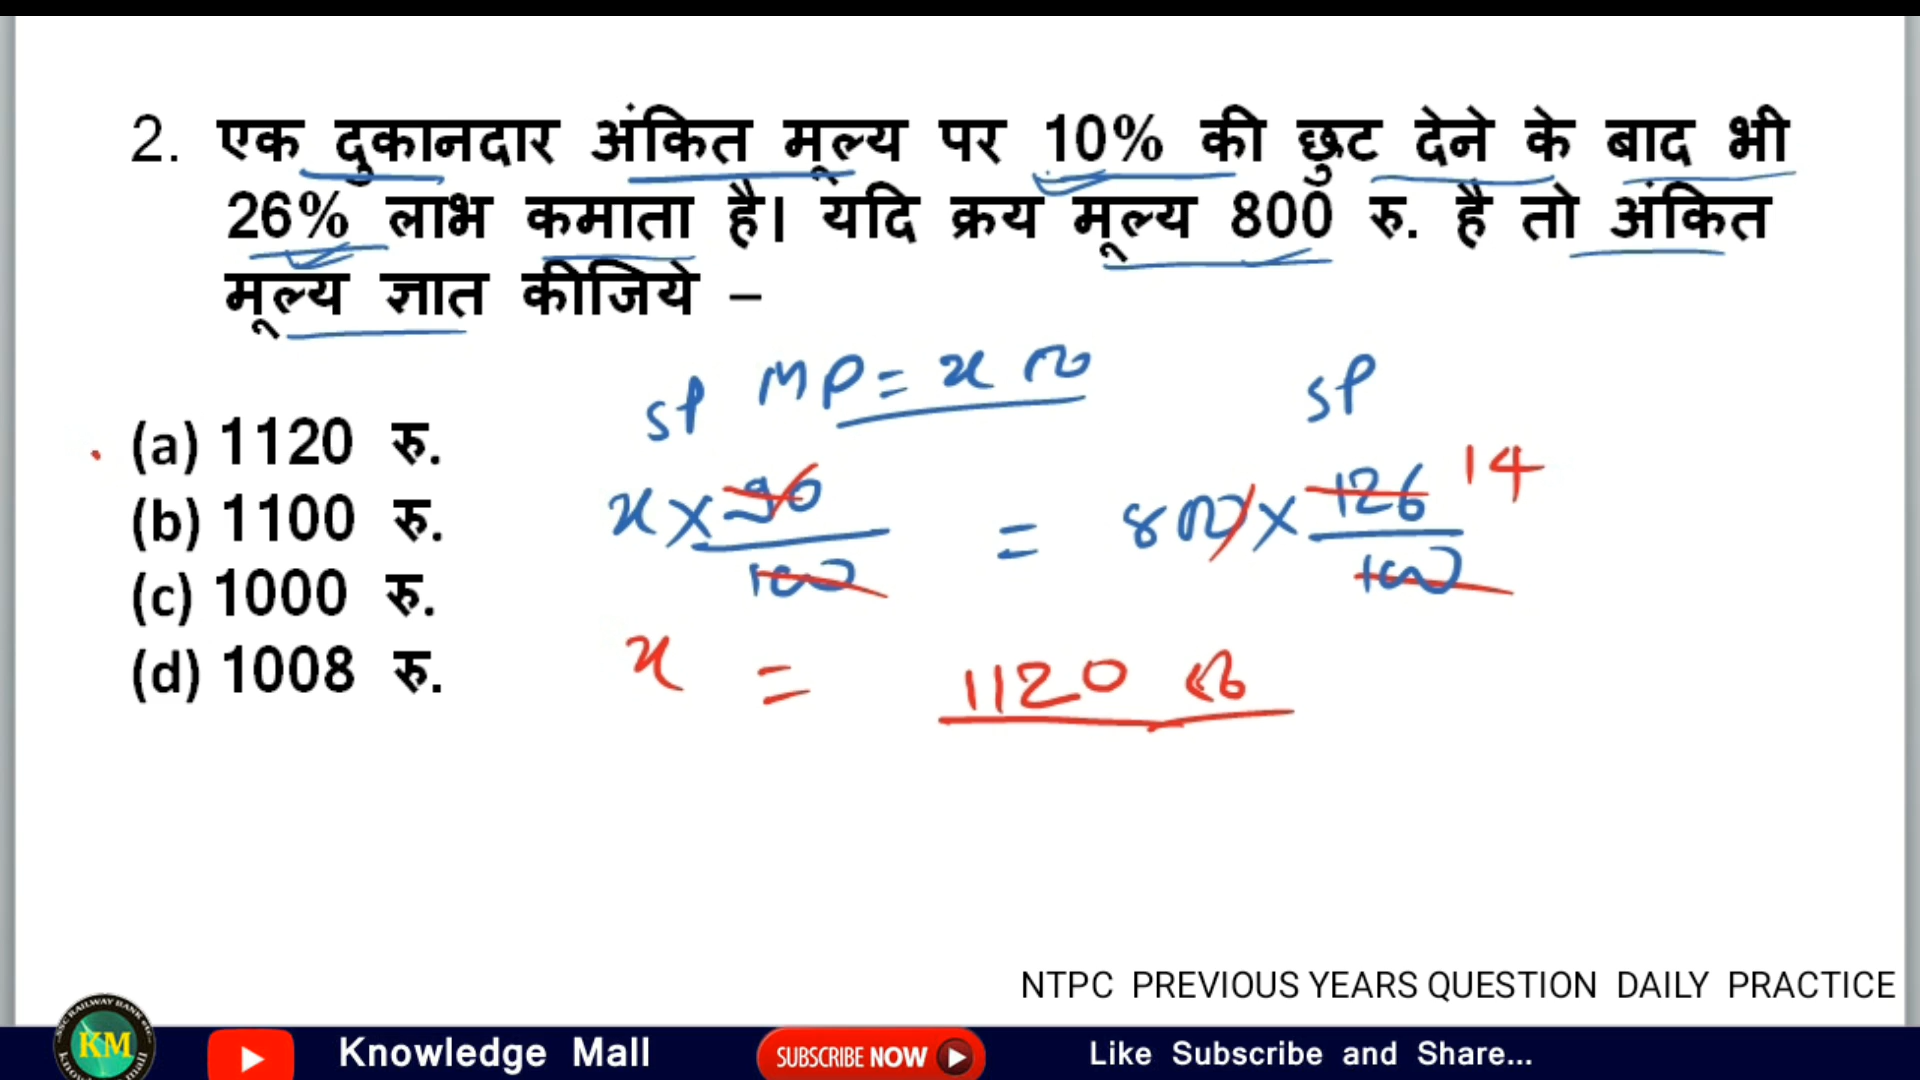 2. एक दुकानदार अंकित मूल्य पर 10% की छुट देने के बाद भी
26% लाभ कमाता है। यदि क्रय मूल्य 800 रु. है तो अंकित
मूल्य ज्ञात कीजिये –
MP = x
SP
SP
(a) 1120 रु.
(b) 1100 रु.
(c) 1000 रु.
(d) 1008 रु.
14
x × 90/100 = 800 × 126/100
x = 1120
NTPC PREVIOUS YEARS QUESTION DAILY PRACTICE
KM
Knowledge Mall
SUBSCRIBE NOW
Like Subscribe and Share...